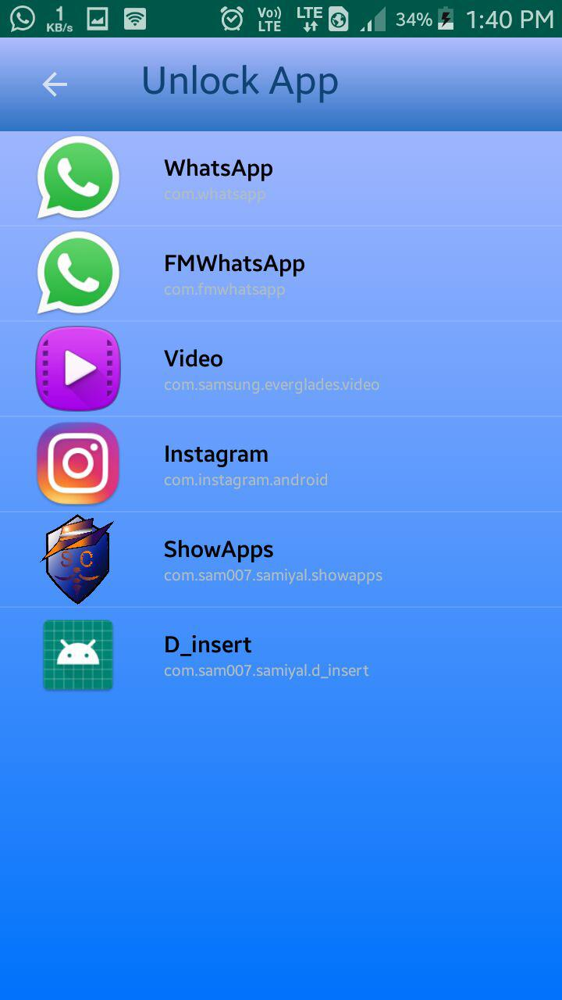 1
KB/s
Vo))
LTE
LTE
34%
1:40 PM
Unlock App
WhatsApp
com.whatsapp
FMWhatsApp
com.fmwhatsapp
Video
com.samsung.everglades.video
Instagram
com.instagram.android
SC
ShowApps
com.sam007.samiyal.showapps
D_insert
com.sam007.samiyal.d_insert